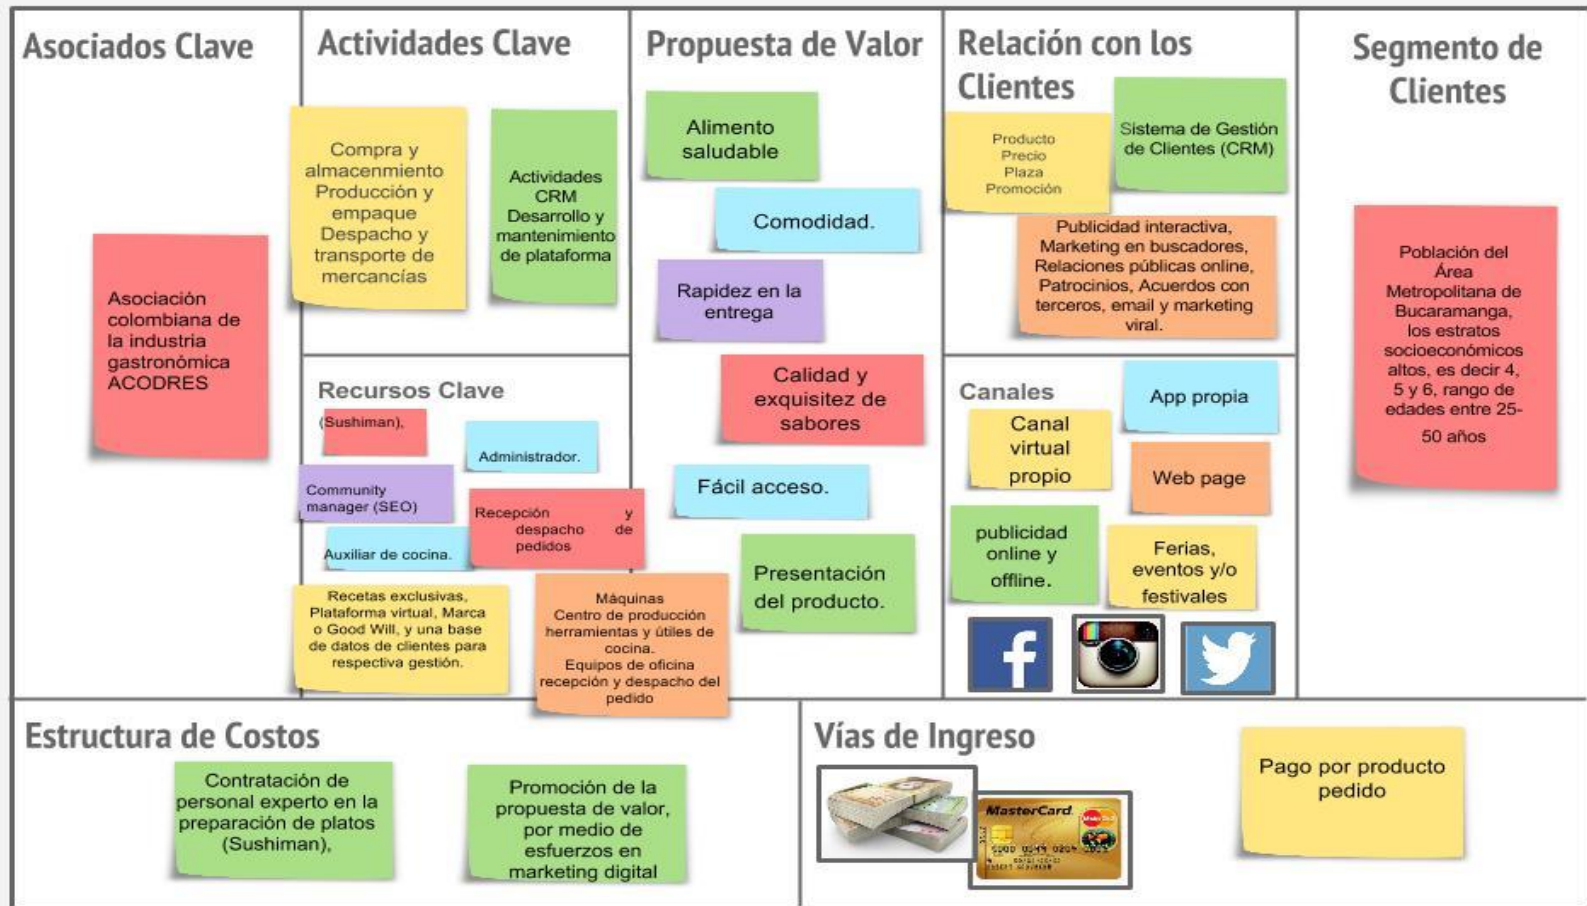 Asociados Clave
Asociación
colombiana de
la industria
gastronómica
ACODRES
Actividades Clave
Compra y
almacenmiento
Producción y
empaque
Despacho y
transporte de
mercancías
Actividades
CRM
Desarrollo y
mantenimiento
de plataforma
Recursos Clave
(Sushiman),
Administrador.
Community
manager (SEO)
Recepción y
despacho de
pedidos
Auxiliar de cocina.
Recetas exclusivas,
Plataforma virtual, Marca
o Good Will, y una base
de datos de clientes para
respectiva gestión.
Máquinas
Centro de producción
herramientas y útiles de
cocina.
Equipos de oficina
recepción y despacho del
pedido
Propuesta de Valor
Alimento
saludable
Comodidad.
Rapidez en la
entrega
Calidad y
exquisitez de
sabores
Fácil acceso.
Presentación
del producto.
Relación con los
Clientes
Producto
Precio
Plaza
Promoción
Sistema de Gestión
de Clientes (CRM)
Publicidad interactiva,
Marketing en buscadores,
Relaciones públicas online,
Patrocinios, Acuerdos con
terceros, email y marketing
viral.
Canales
App propia
Canal
virtual
propio
Web page
publicidad
online y
offline.
Ferias,
eventos y/o
festivales
Segmento de
Clientes
Población del
Área
Metropolitana de
Bucaramanga,
los estratos
socioeconómicos
altos, es decir 4,
5 y 6, rango de
edades entre 25-
50 años
Estructura de Costos
Contratación de
personal experto en la
preparación de platos
(Sushiman),
Promoción de la
propuesta de valor,
por medio de
esfuerzos en
marketing digital
Vías de Ingreso
MasterCard
Pago por producto
pedido